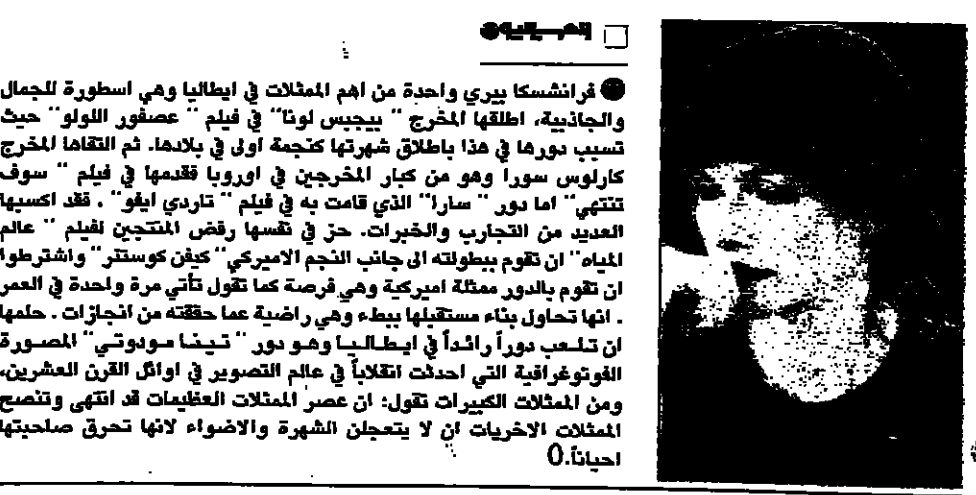 ● فرانشسكا بيري واحدة من اهم الممثلات في ايطاليا وهي اسطورة للجمال
والجاذبية، اطلقها المخرج " بيجيس لونا" في فيلم " عصفور اللولو" حيث
تسبب دورها في هذا باطلاق شهرتها كنجمة اولى في بلادها. ثم التقاها المخرج
كارلوس سورا وهو من كبار المخرجين في اوروبا فقدمها في فيلم " سوف
تنتهي" اما دور " سارا" الذي قامت به في فيلم " تاردي ايفو" . فقد اكسبها
العديد من التجارب والخبرات. حز في نفسها رفض المنتجين لفيلم " عالم
المياه" ان تقوم ببطولته الى جانب النجم الاميركي" كيفن كوستنر" واشترطوا
ان تقوم بالدور ممثلة اميركية وهي فرصة كما تقول تأتي مرة واحدة في العمر
. انها تحاول بناء مستقبلها ببطء وهي راضية عما حققته من انجازات . حلمها
ان تلعب دوراً رائداً في ايطاليا وهو دور " تينا مودوتي" المصورة
الفوتوغرافية التي احدثت انقلاباً في عالم التصوير في اوائل القرن العشرين،
ومن الممثلات الكبيرات تقول: ان عصر الممثلات العظيمات قد انتهى وتنصح
الممثلات الاخريات ان لا يتعجلن الشهرة والاضواء لانها تحرق صاحبتها
احياناً.0